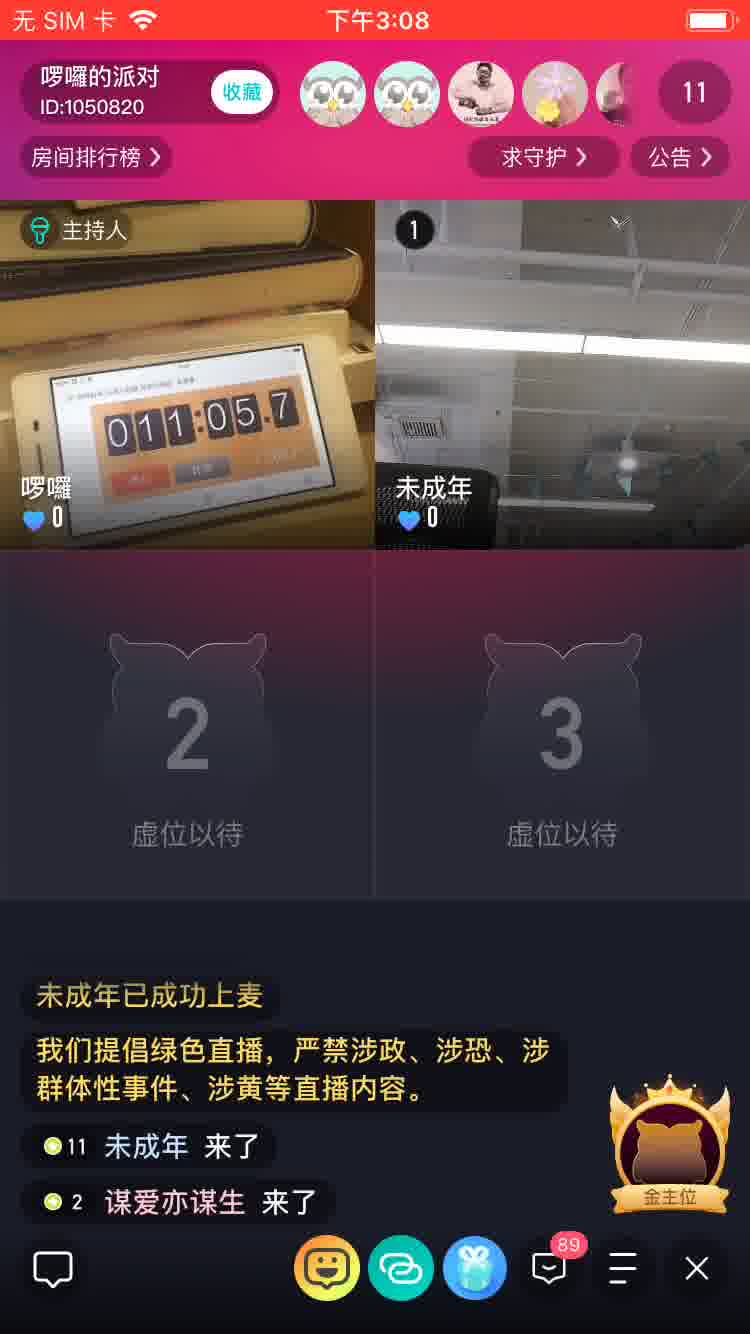 无 SIM 卡
下午3:08
啰囉的派对
ID:1050820
收藏
11
房间排行榜
求守护
公告
主持人
1
011:05.7
啰囉
0
未成年
0
2
虚位以待
3
虚位以待
未成年已成功上麦
我们提倡绿色直播，严禁涉政、涉恐、涉
群体性事件、涉黄等直播内容。
11 未成年 来了
2 谋爱亦谋生 来了
金主位
89